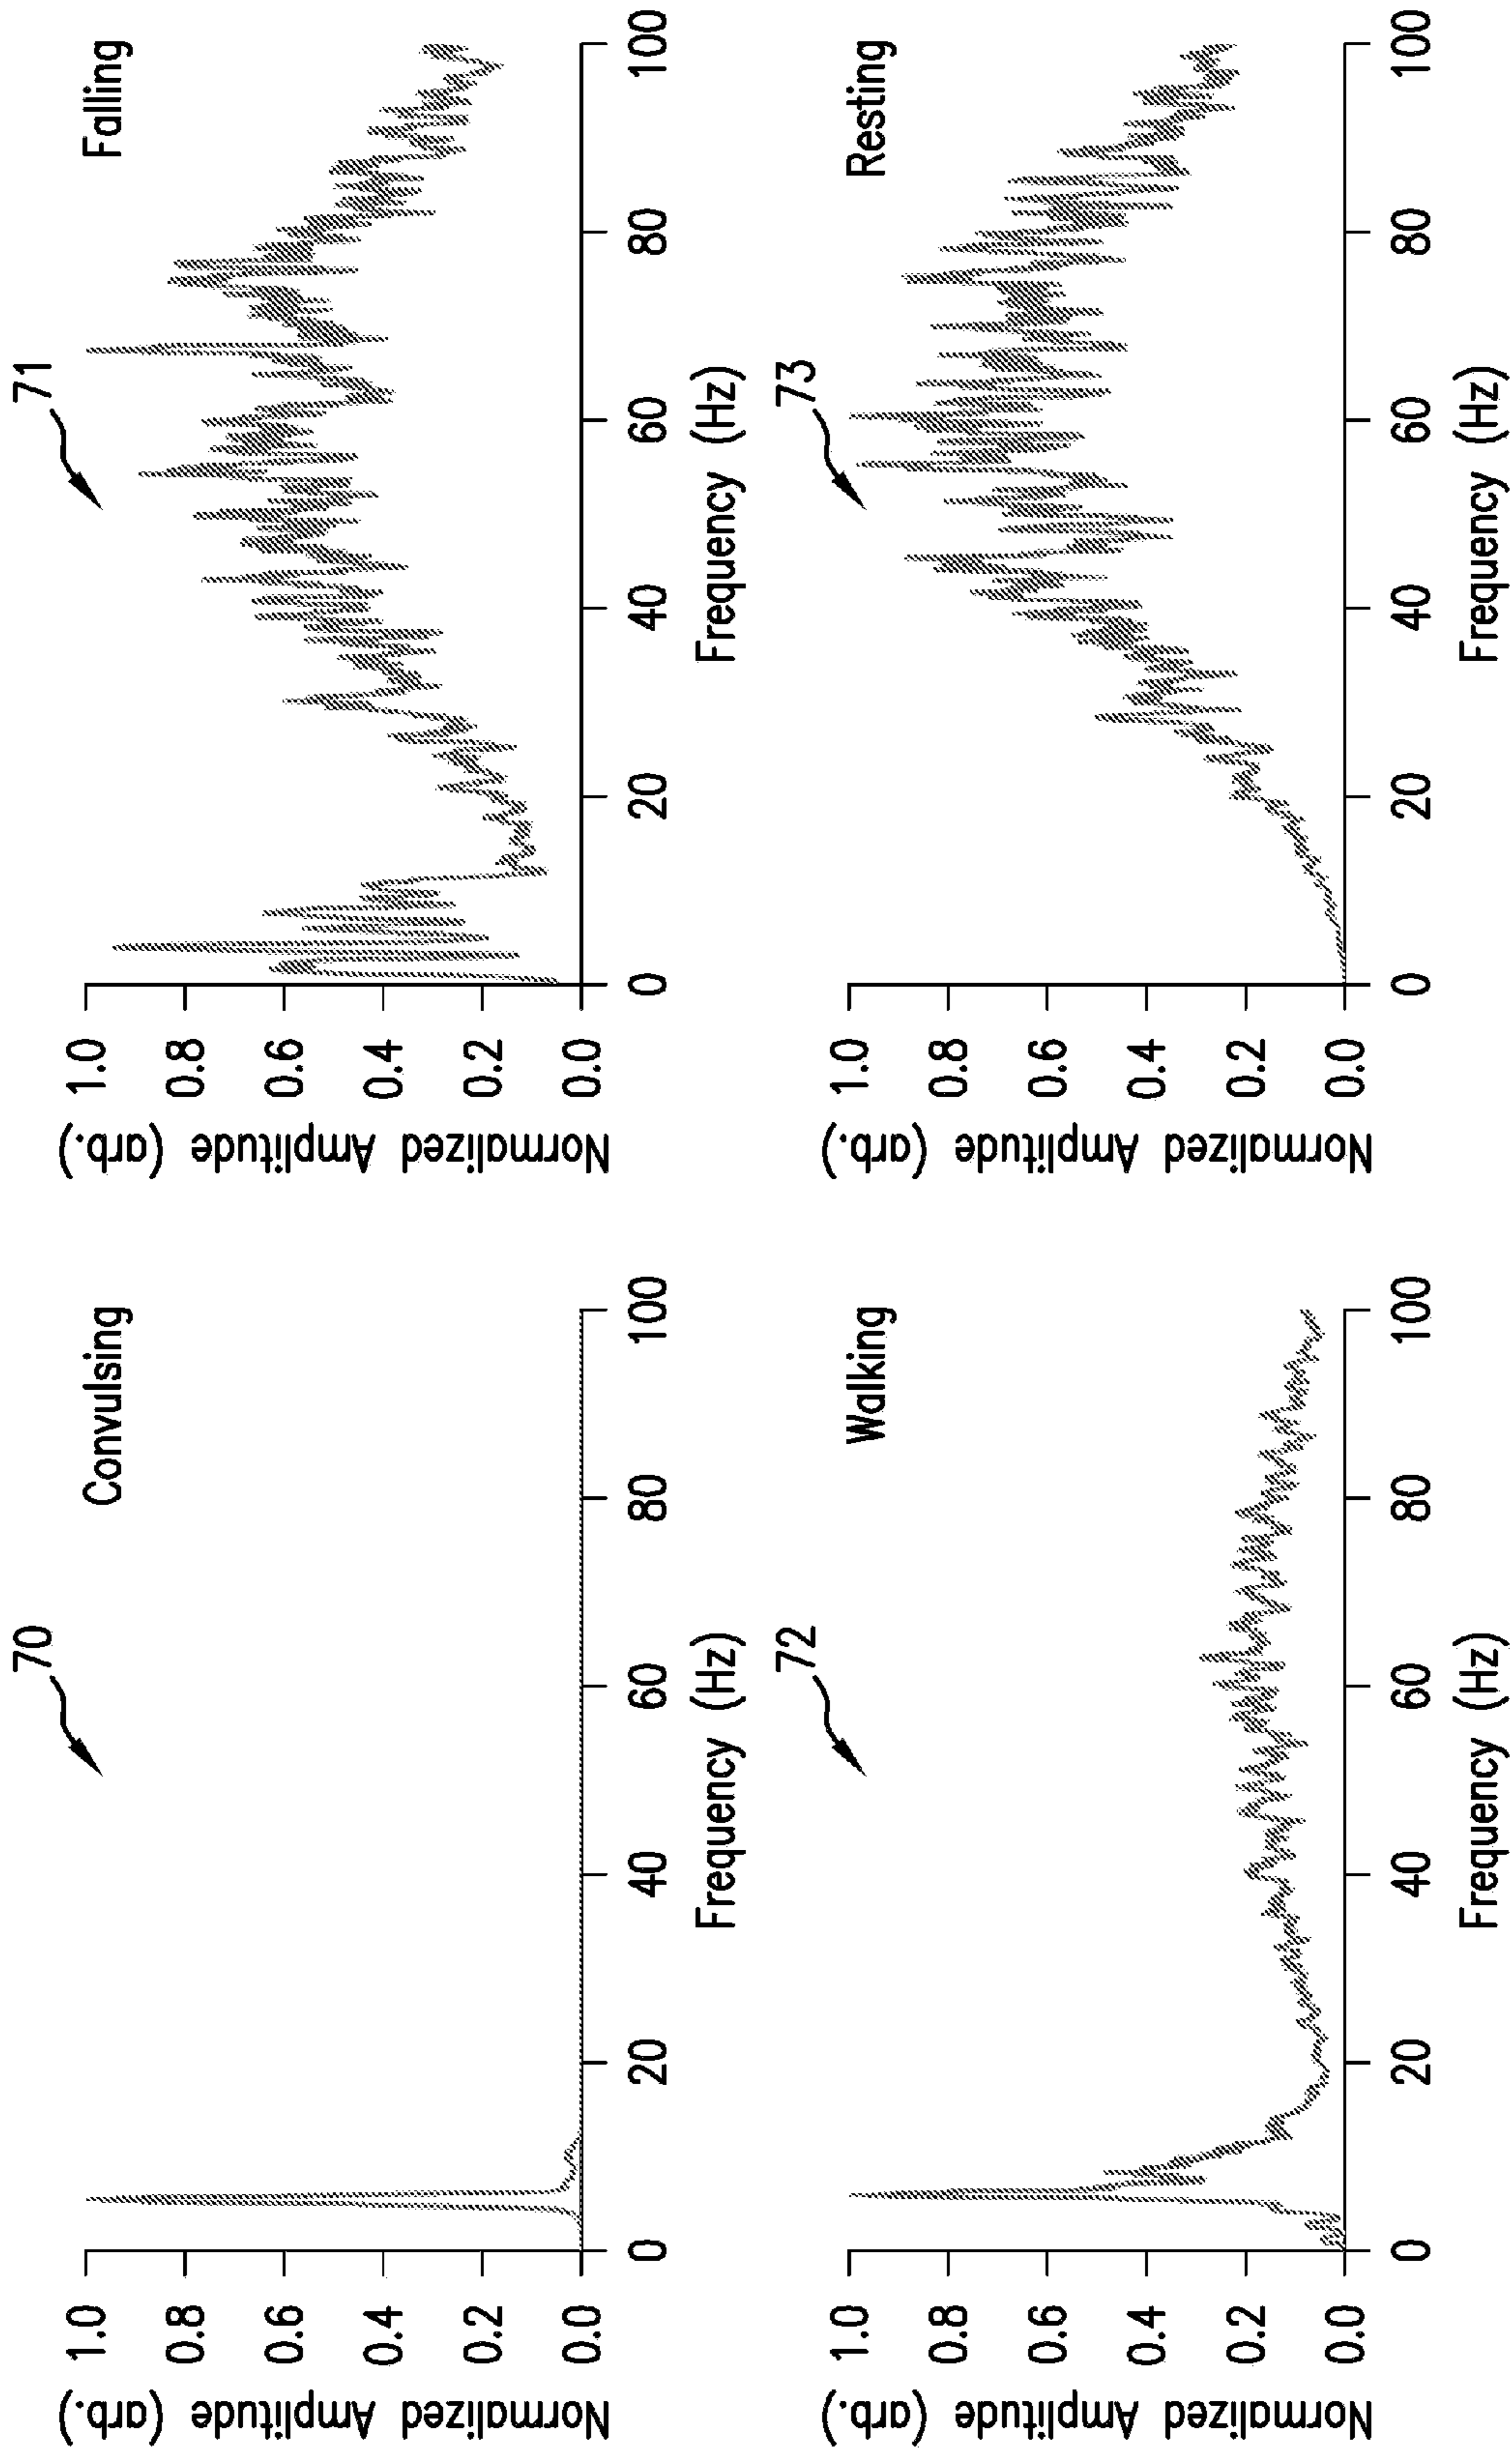 70
Convulsing
1.0
0.8
0.6
0.4
0.2
0.0
Normalized Amplitude (arb.)
0 20 40 60 80 100
Frequency (Hz)
71
Falling
1.0
0.8
0.6
0.4
0.2
0.0
Normalized Amplitude (arb.)
0 20 40 60 80 100
Frequency (Hz)
72
Walking
1.0
0.8
0.6
0.4
0.2
0.0
Normalized Amplitude (arb.)
0 20 40 60 80 100
Frequency (Hz)
73
Resting
1.0
0.8
0.6
0.4
0.2
0.0
Normalized Amplitude (arb.)
0 20 40 60 80 100
Frequency (Hz)